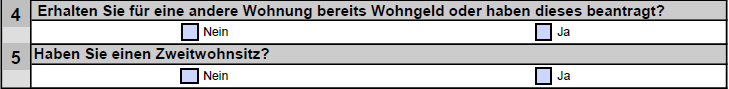 4 Erhalten Sie für eine andere Wohnung bereits Wohngeld oder haben dieses beantragt?
Nein Ja
5 Haben Sie einen Zweitwohnsitz?
Nein Ja